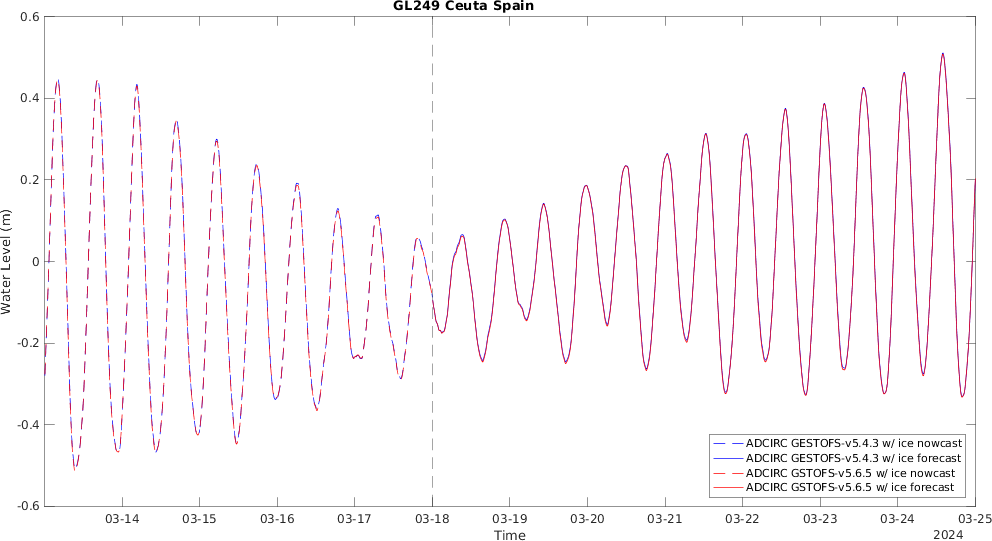 GL249 Ceuta Spain
0.6
0.4
0.2
0
-0.2
-0.4
-0.6
Water Level (m)
ADCIRC GESTOFS-v5.4.3 w/ ice nowcast
ADCIRC GESTOFS-v5.4.3 w/ ice forecast
ADCIRC GSTOFS-v5.6.5 w/ ice nowcast
ADCIRC GSTOFS-v5.6.5 w/ ice forecast
03-14 03-15 03-16 03-17 03-18 03-19 03-20 03-21 03-22 03-23 03-24 03-25
Time
2024